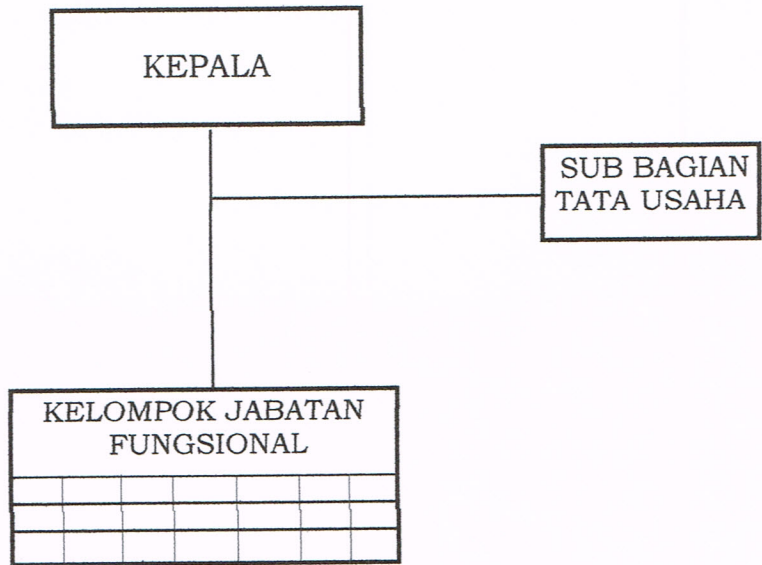 KEPALA
SUB BAGIAN
TATA USAHA
KELOMPOK JABATAN
FUNGSIONAL